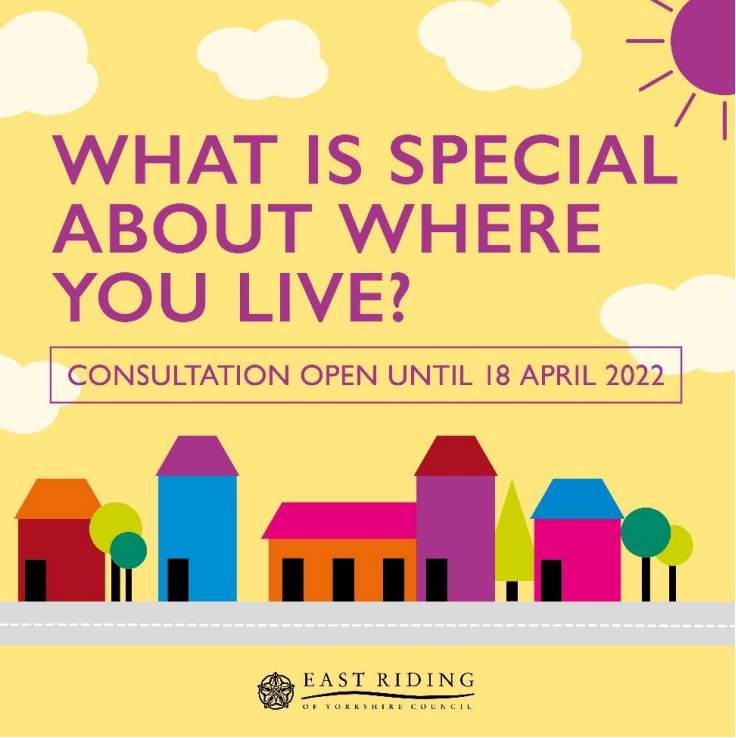 WHAT IS SPECIAL
ABOUT WHERE
YOU LIVE?
CONSULTATION OPEN UNTIL 18 APRIL 2022
EAST RIDING
OF YORKSHIRE COUNCIL